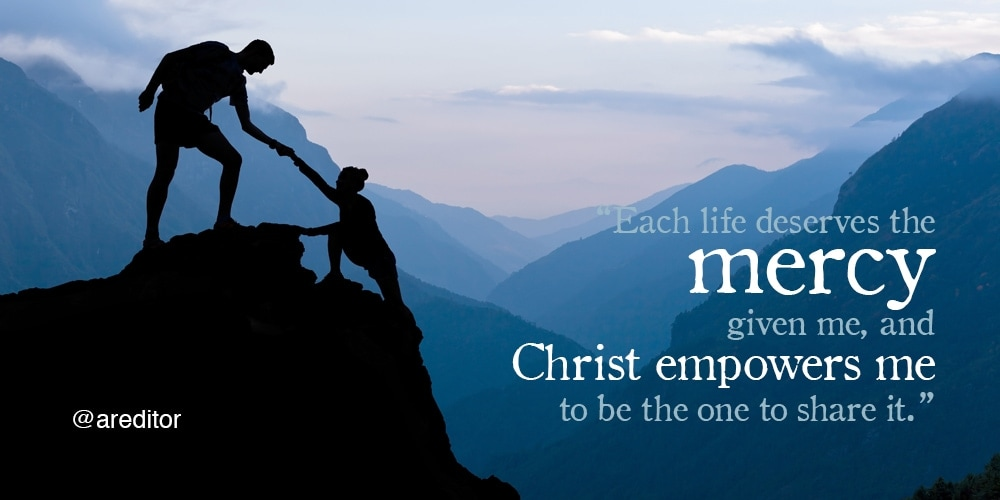 “Each life deserves the
mercy
given me, and
Christ empowers me
to be the one to share it.”
@areditor